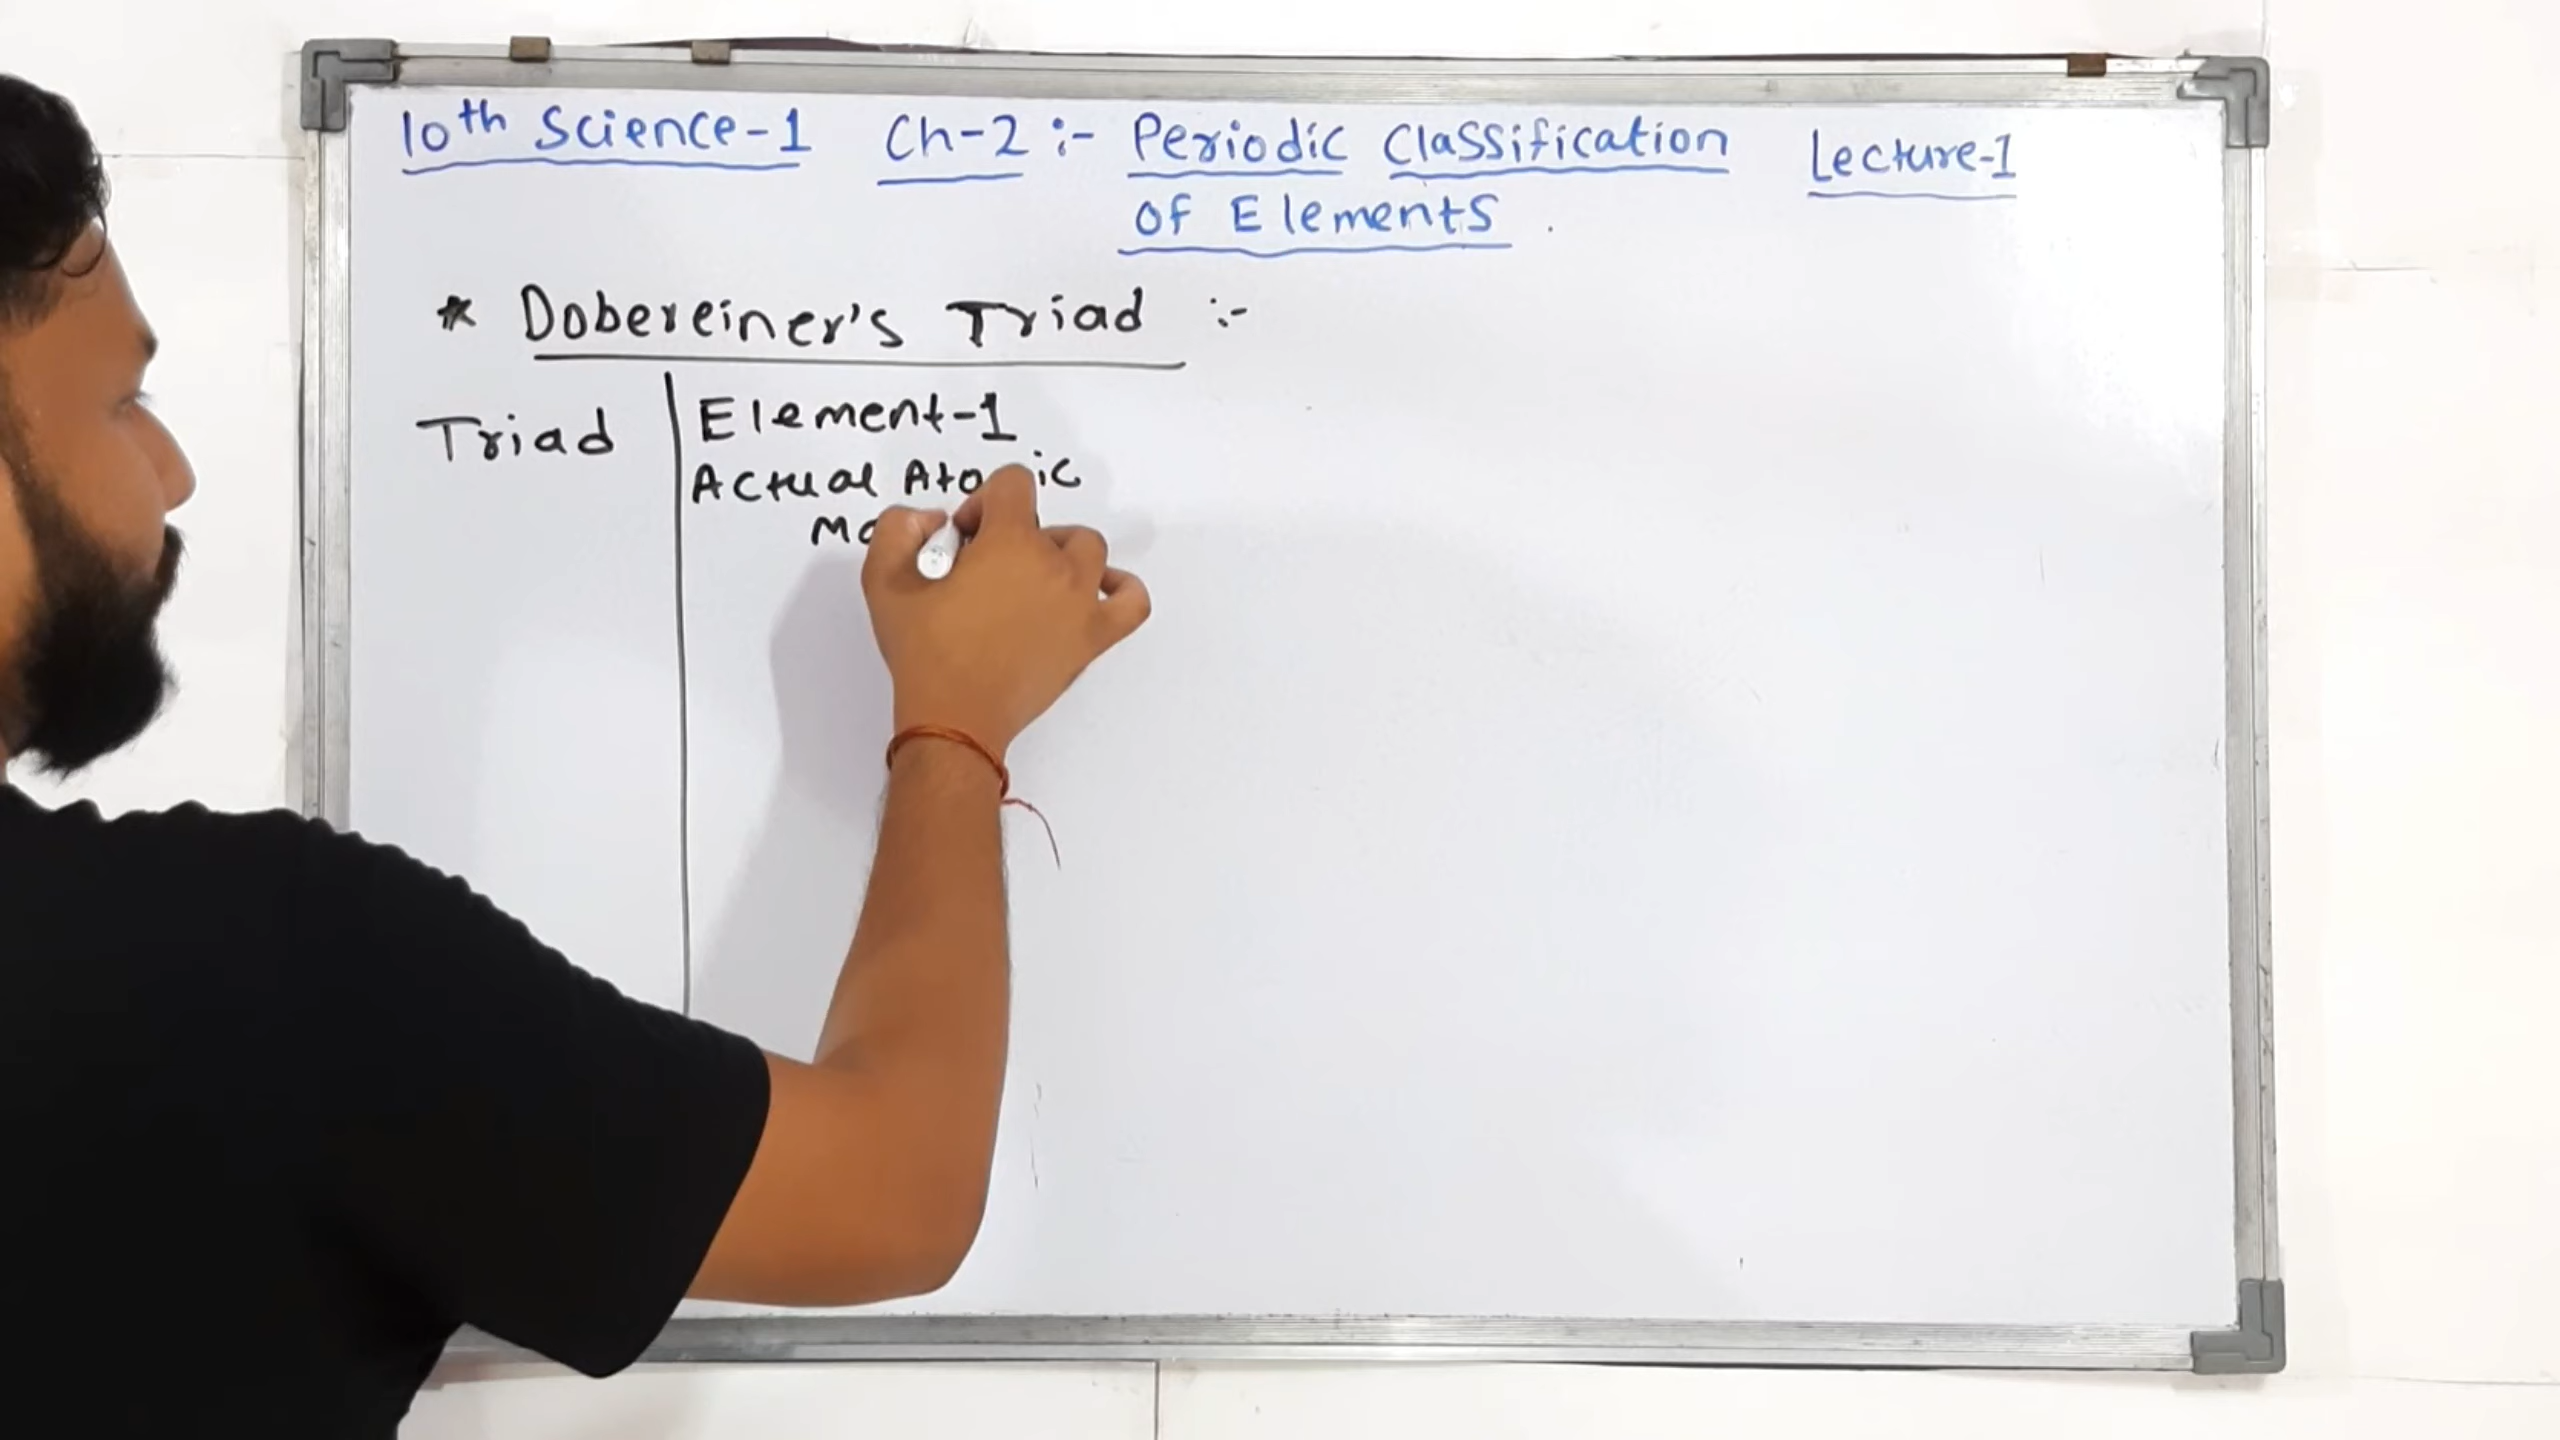 10th Science-1 Ch-2 :- Periodic Classification Lecture-1
of Elements .
* Dobereiner's Triad :-
Triad Element-1
Actual